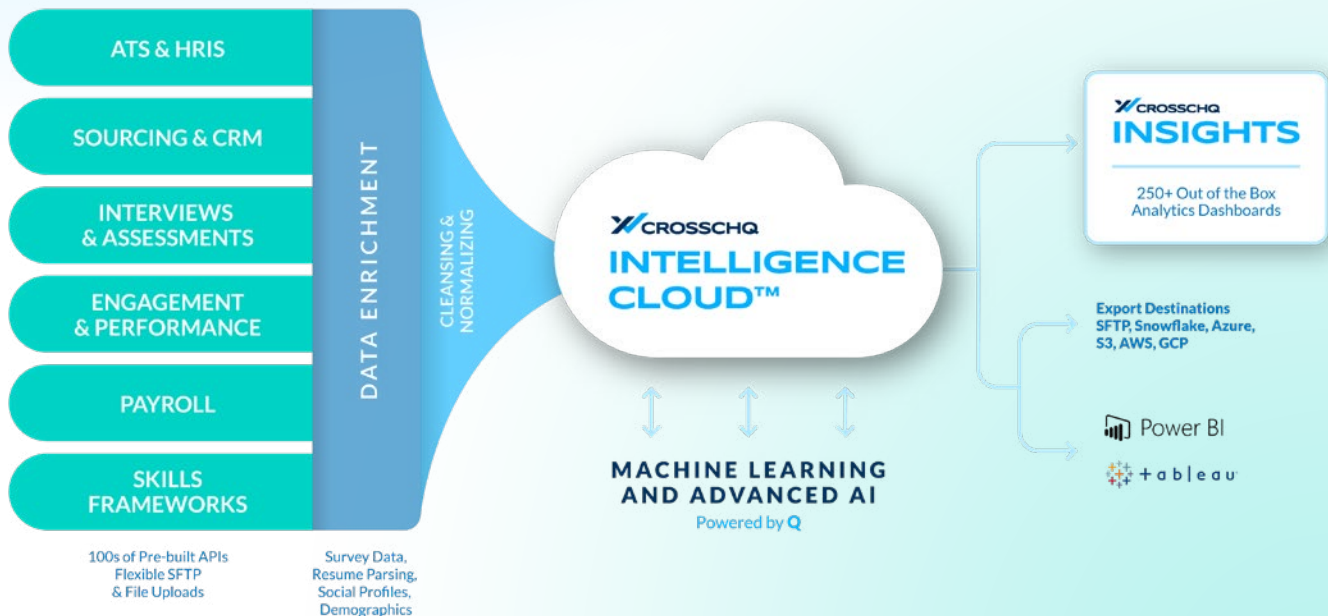 ATS & HRIS
SOURCING & CRM
INTERVIEWS
& ASSESSMENTS
ENGAGEMENT
& PERFORMANCE
PAYROLL
SKILLS
FRAMEWORKS
100s of Pre-built APIs
Flexible SFTP
& File Uploads
DATA ENRICHMENT
Survey Data,
Resume Parsing,
Social Profiles,
Demographics
CLEANSING &
NORMALIZING
CROSSCHQ
INTELLIGENCE
CLOUD™
MACHINE LEARNING
AND ADVANCED AI
Powered by Q
CROSSCHQ
INSIGHTS
250+ Out of the Box
Analytics Dashboards
Export Destinations
SFTP, Snowflake, Azure,
S3, AWS, GCP
Power BI
+ableau